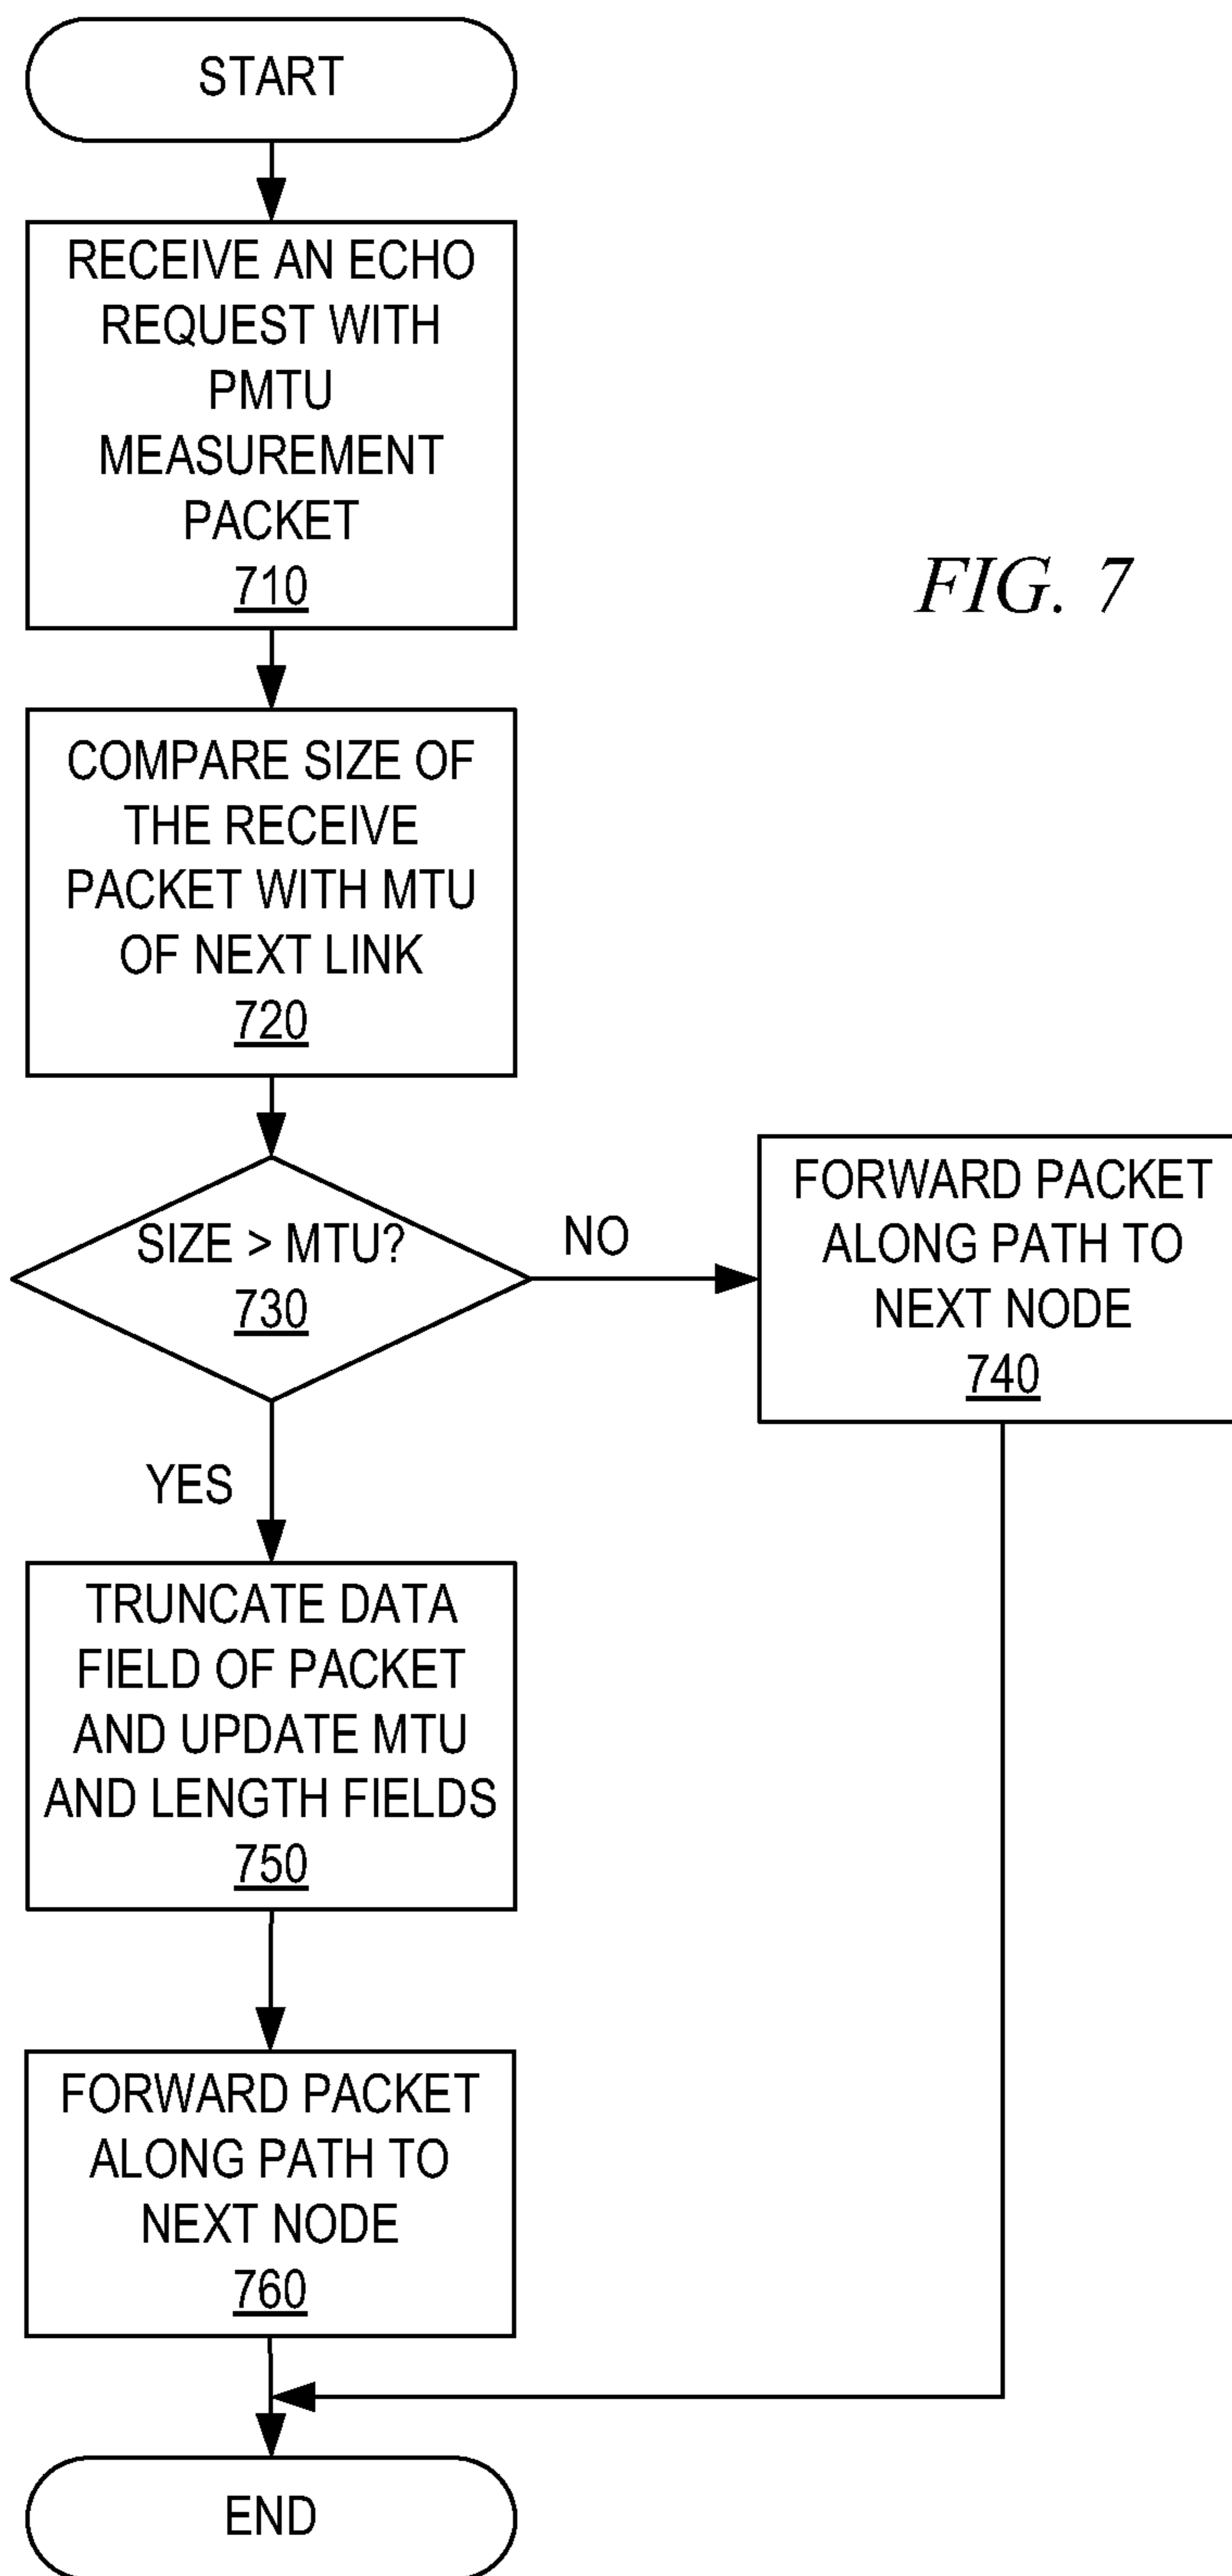 START
RECEIVE AN ECHO
REQUEST WITH
PMTU
MEASUREMENT
PACKET
710
FIG. 7
COMPARE SIZE OF
THE RECEIVE
PACKET WITH MTU
OF NEXT LINK
720
SIZE > MTU?
730
NO
FORWARD PACKET
ALONG PATH TO
NEXT NODE
740
YES
TRUNCATE DATA
FIELD OF PACKET
AND UPDATE MTU
AND LENGTH FIELDS
750
FORWARD PACKET
ALONG PATH TO
NEXT NODE
760
END